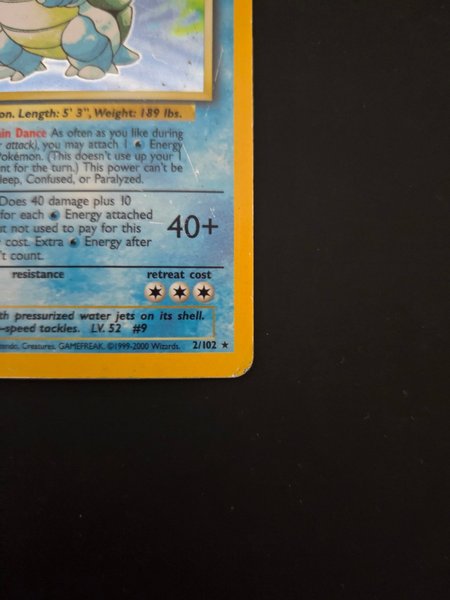 on. Length: 5' 3", Weight: 189 lbs.
in Dance As often as you like during
attack), you may attach 1 Energy
Pokémon. (This doesn't use up your 1
nt for the turn.) This power can't be
leep, Confused, or Paralyzed.
Does 40 damage plus 10
for each Energy attached
ut not used to pay for this
cost. Extra Energy after
't count.
40+
resistance
retreat cost
th pressurized water jets on its shell.
-speed tackles. LV. 52 #9
ntendo, Creatures, GAMEFREAK. ©1999-2000 Wizards. 2/102 ★